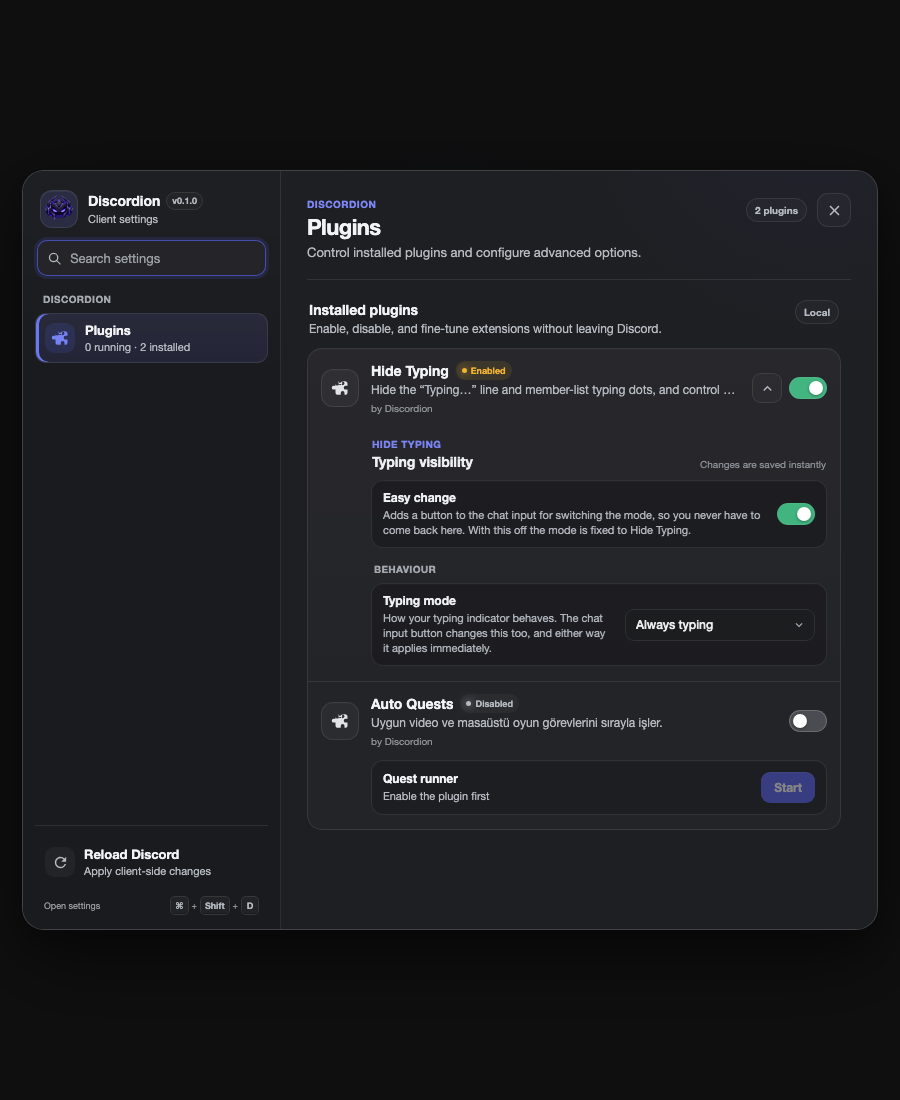 Discordion v0.1.0
Client settings
Search settings
DISCORDION
Plugins
0 running · 2 installed
Reload Discord
Apply client-side changes
Open settings ⌘ + Shift + D
DISCORDION
Plugins
Control installed plugins and configure advanced options.
2 plugins
Installed plugins
Enable, disable, and fine-tune extensions without leaving Discord.
Local
Hide Typing Enabled
Hide the “Typing…” line and member-list typing dots, and control …
by Discordion
HIDE TYPING
Typing visibility
Changes are saved instantly
Easy change
Adds a button to the chat input for switching the mode, so you never have to
come back here. With this off the mode is fixed to Hide Typing.
BEHAVIOUR
Typing mode
How your typing indicator behaves. The chat
input button changes this too, and either way
it applies immediately.
Always typing
Auto Quests Disabled
Uygun video ve masaüstü oyun görevlerini sırayla işler.
by Discordion
Quest runner
Enable the plugin first
Start